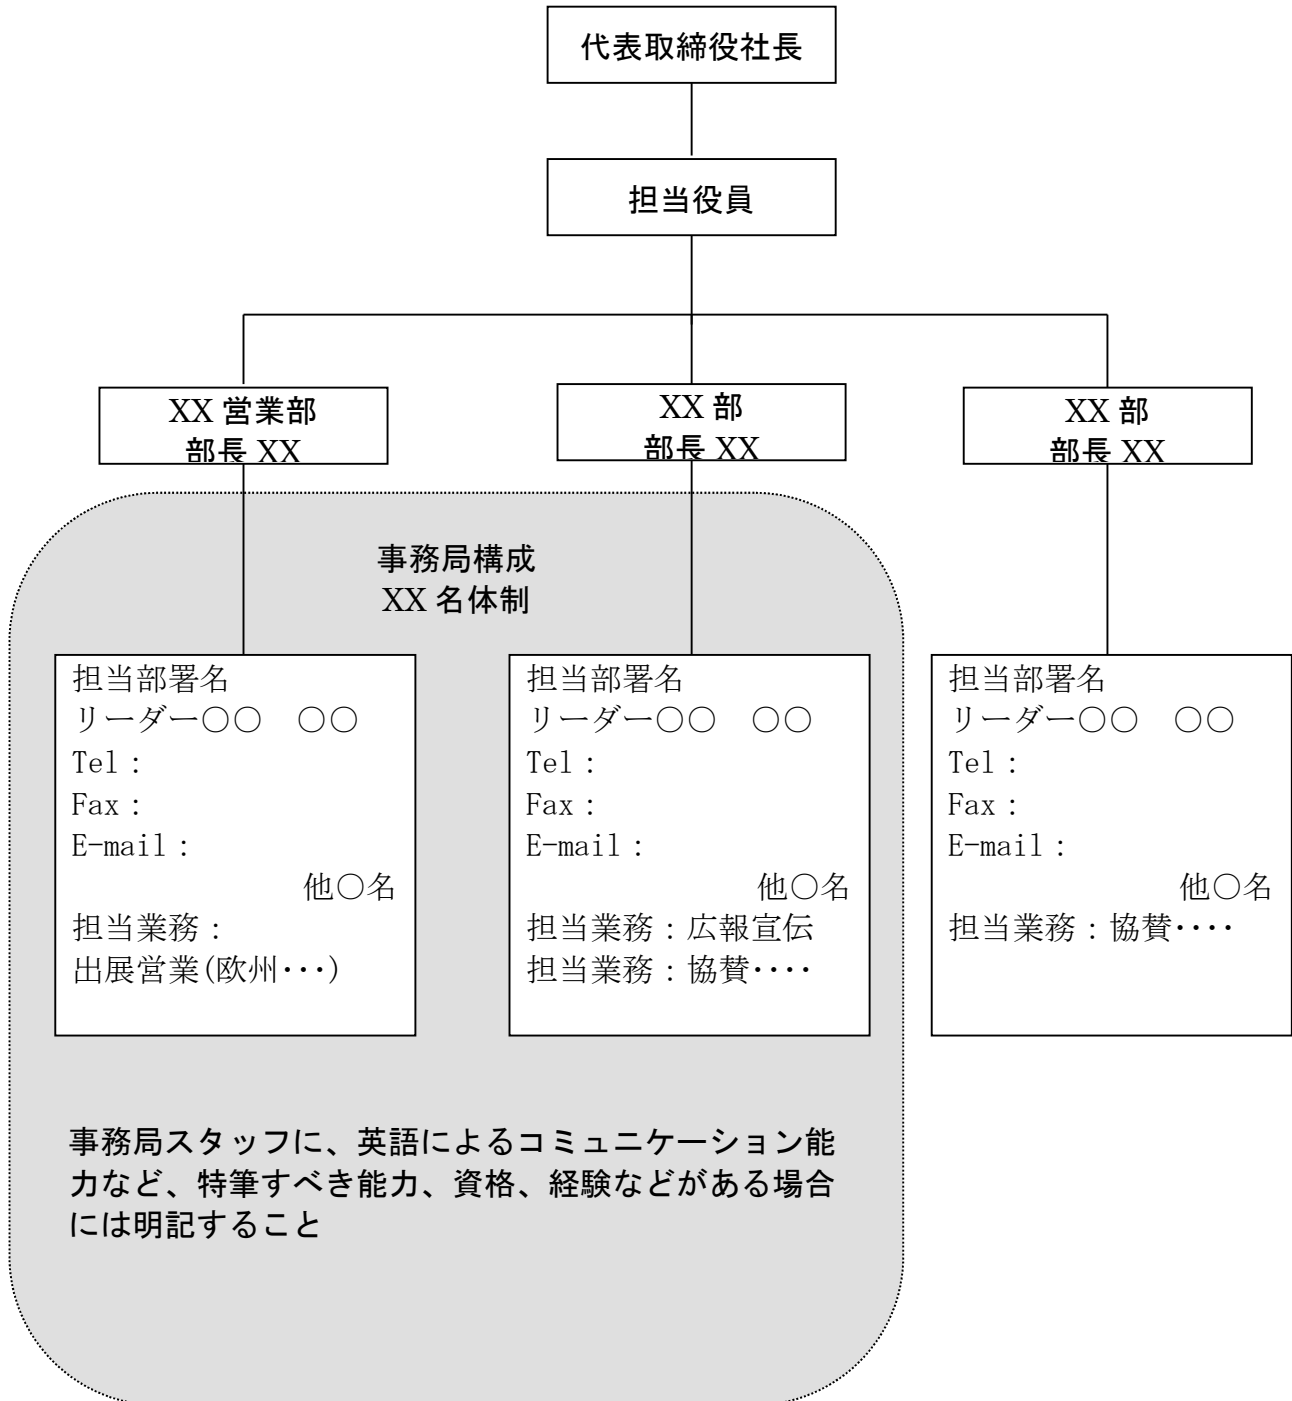 代表取締役社長
担当役員
XX 営業部
部長 XX
XX 部
部長 XX
XX 部
部長 XX
事務局構成
XX 名体制
担当部署名
リーダー○○　○○
Tel：
Fax：
E-mail：
他○名
担当業務：
出展営業(欧州・・・)
担当部署名
リーダー○○　○○
Tel：
Fax：
E-mail：
他○名
担当業務：広報宣伝
担当業務：協賛・・・・
担当部署名
リーダー○○　○○
Tel：
Fax：
E-mail：
他○名
担当業務：協賛・・・・
事務局スタッフに、英語によるコミュニケーション能
力など、特筆すべき能力、資格、経験などがある場合
には明記すること